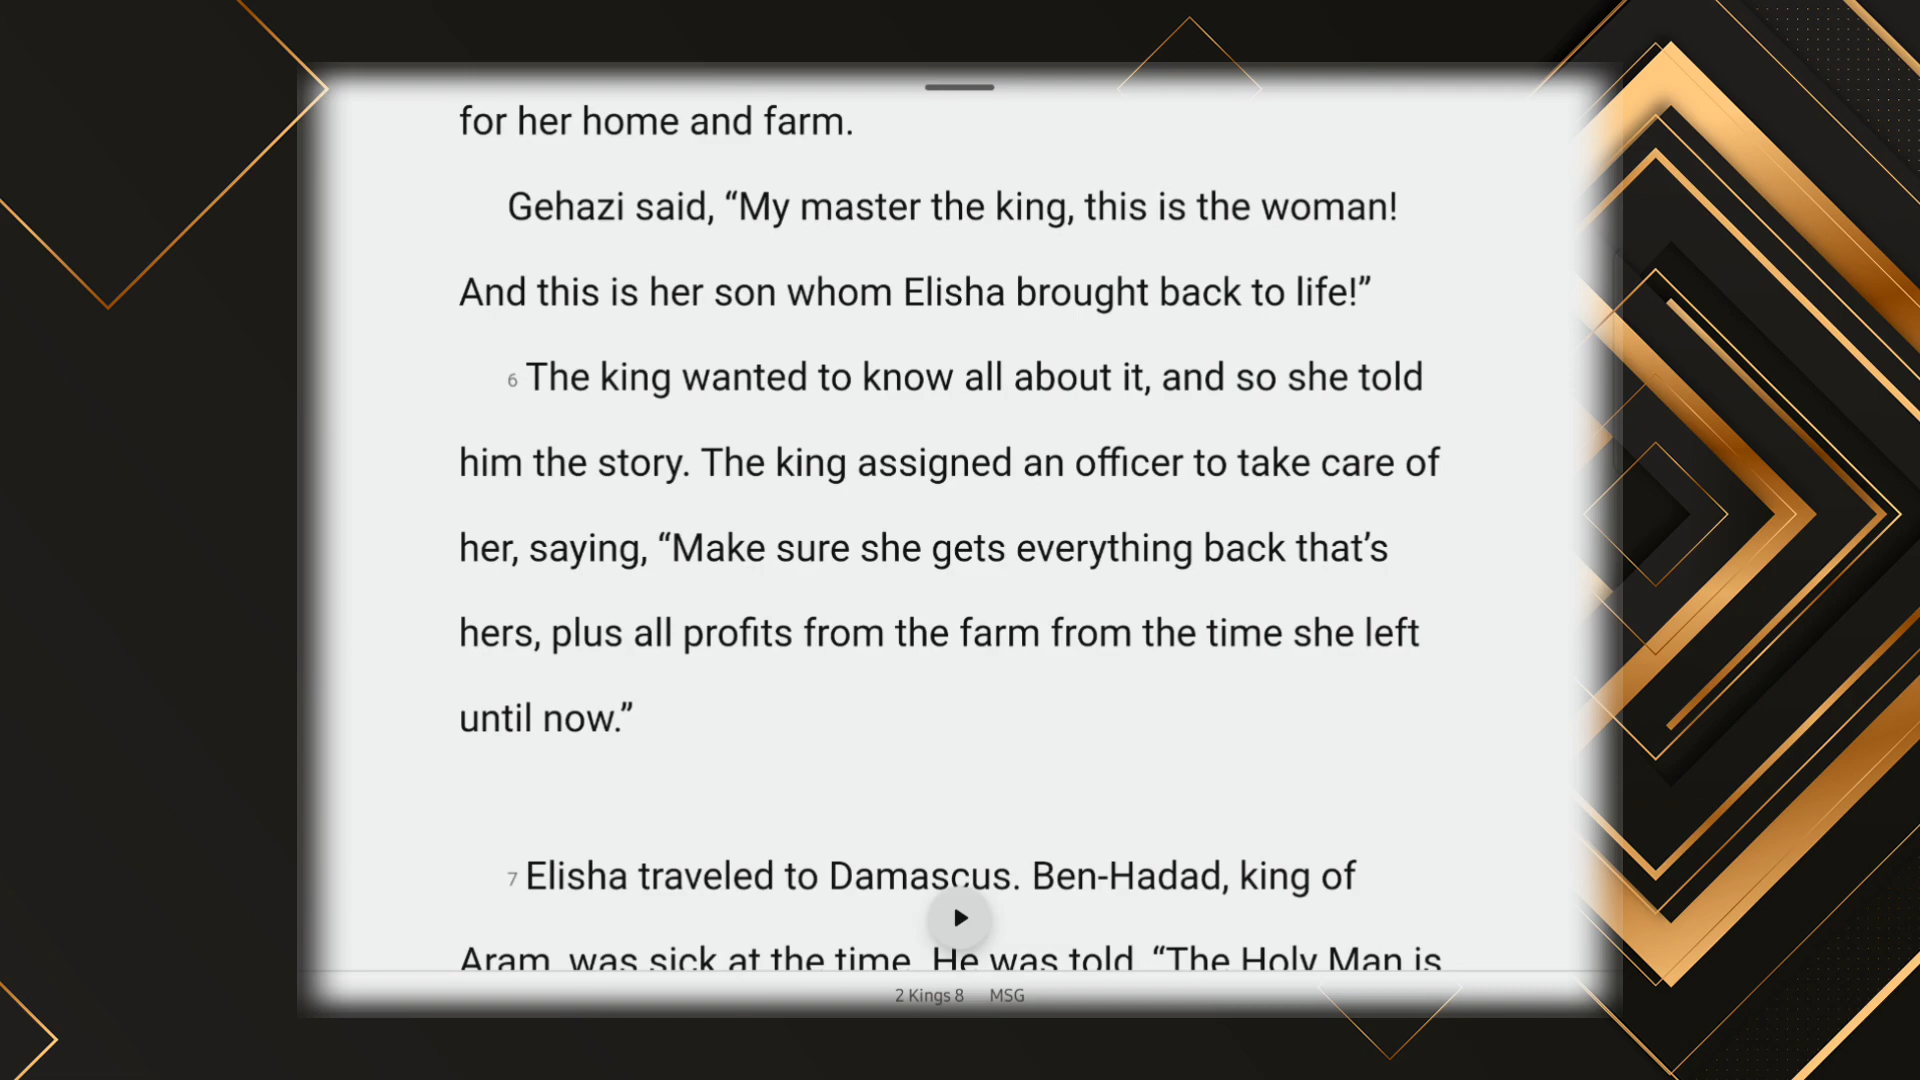 for her home and farm.
Gehazi said, “My master the king, this is the woman!
And this is her son whom Elisha brought back to life!”
6 The king wanted to know all about it, and so she told
him the story. The king assigned an officer to take care of
her, saying, “Make sure she gets everything back that’s
hers, plus all profits from the farm from the time she left
until now.”
7 Elisha traveled to Damascus. Ben-Hadad, king of
Aram, was sick at the time. He was told, “The Holy Man is
2 Kings 8 MSG